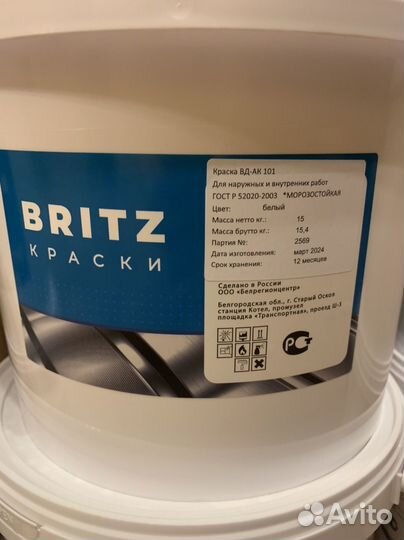 BRITZ
КРАСКИ
Краска ВД-АК 101
Для наружных и внутренних работ
ГОСТ Р 52020-2003 *МОРОЗОСТОЙКАЯ
Цвет: белый
Масса нетто кг.: 15
Масса брутто кг.: 15,4
Партия №: 2569
Дата изготовления: март 2024
Срок хранения: 12 месяцев
Сделано в России
ООО «Белрегионцентр»
Белгородская обл., г. Старый Оскол
станция Котел, промузел
площадка «Транспортная», проезд Ш-3
РСТ
Avito